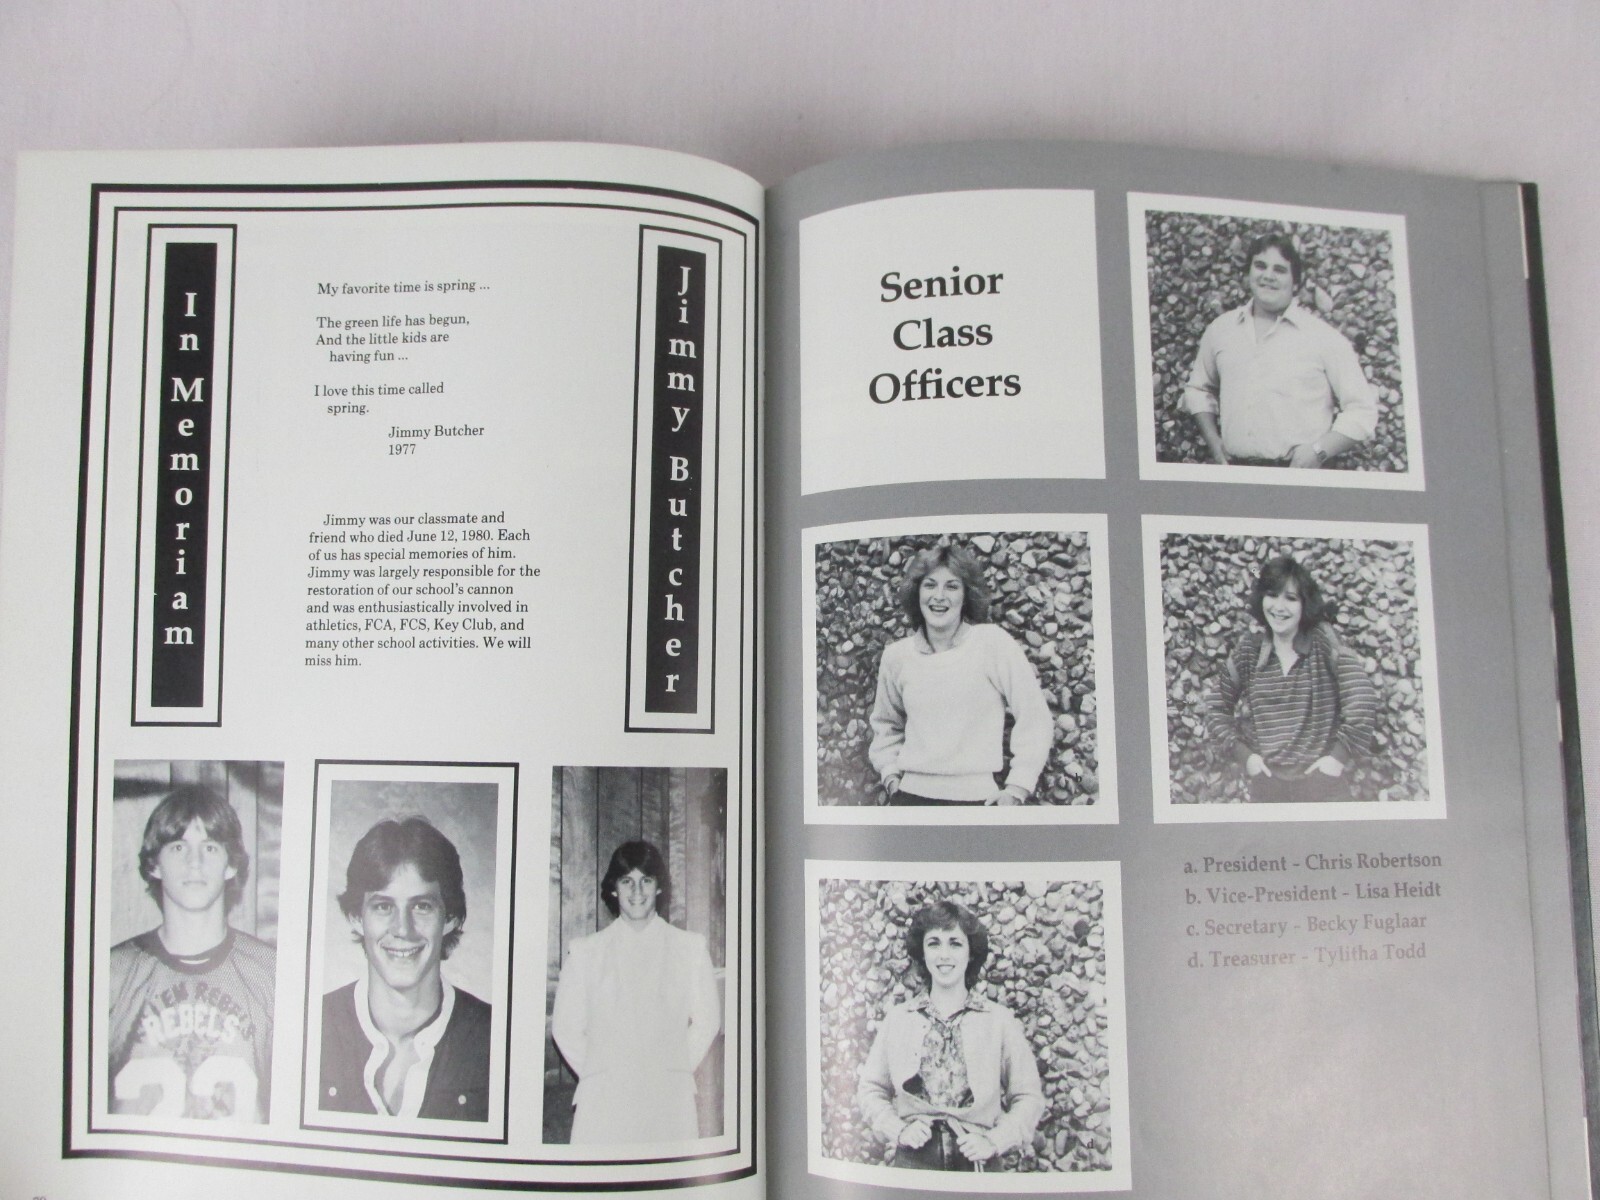 In Memoriam
My favorite time is spring ...
The green life has begun,
And the little kids are
having fun ...
I love this time called
spring.
Jimmy Butcher
1977
Jimmy was our classmate and
friend who died June 12, 1980. Each
of us has special memories of him.
Jimmy was largely responsible for the
restoration of our school's cannon
and was enthusiastically involved in
athletics, FCA, FCS, Key Club, and
many other school activities. We will
miss him.
Jimmy Butcher
REBELS
22
Senior
Class
Officers
b
d
a. President - Chris Robertson
b. Vice-President - Lisa Heidt
c. Secretary - Becky Fuglaar
d. Treasurer - Tylitha Todd